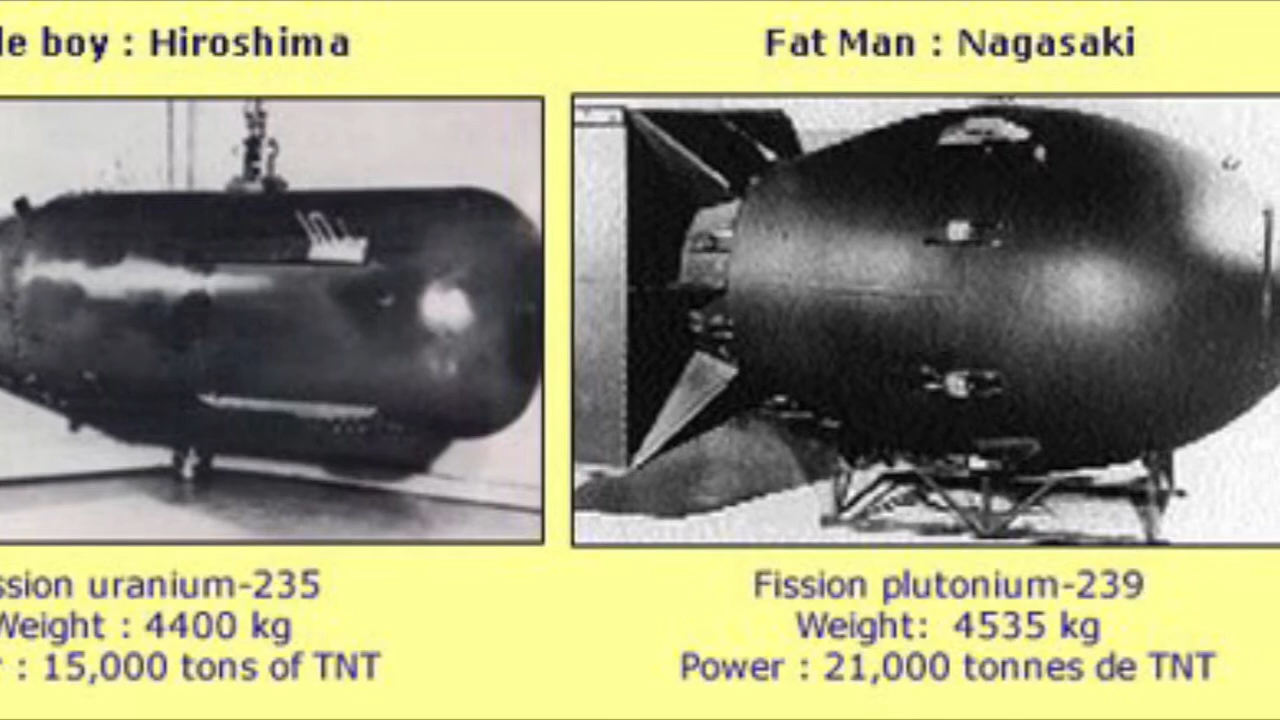 le boy : Hiroshima
Fat Man : Nagasaki
ssion uranium-235
Weight : 4400 kg
r : 15,000 tons of TNT
Fission plutonium-239
Weight: 4535 kg
Power : 21,000 tonnes de TNT